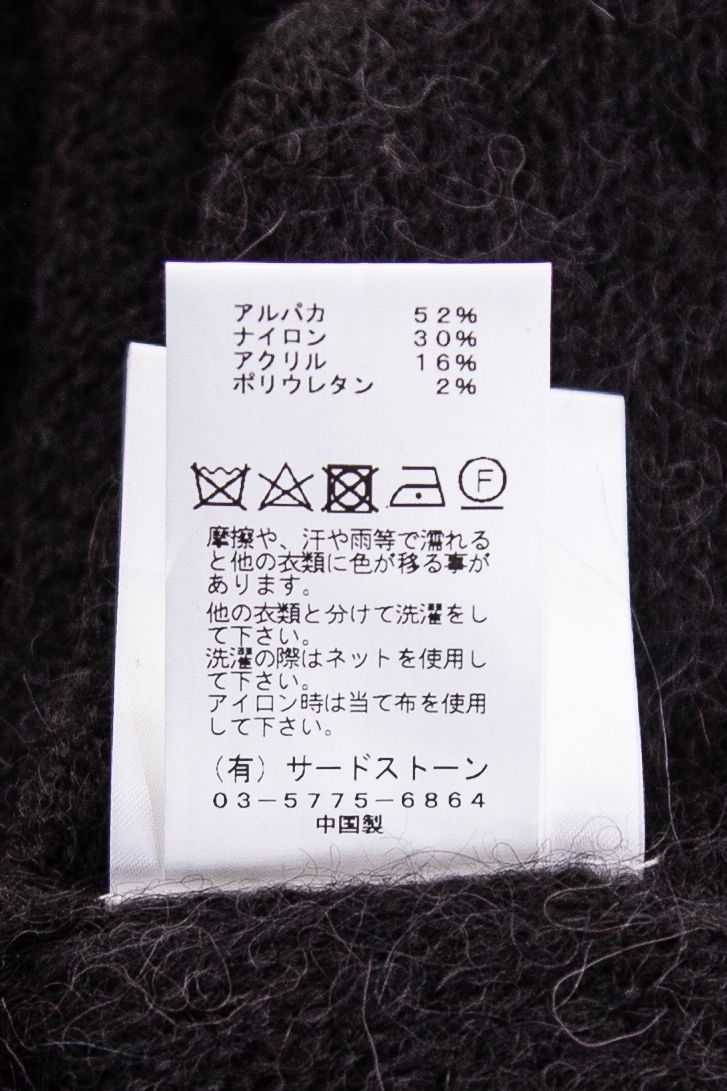 アルパカ 52%
ナイロン 30%
アクリル 16%
ポリウレタン 2%
F
摩擦や、汗や雨等で濡れる
と他の衣類に色が移る事が
あります。
他の衣類と分けて洗濯をし
て下さい。
洗濯の際はネットを使用し
て下さい。
アイロン時は当て布を使用
して下さい。
(有)サードストーン
03-5775-6864
中国製